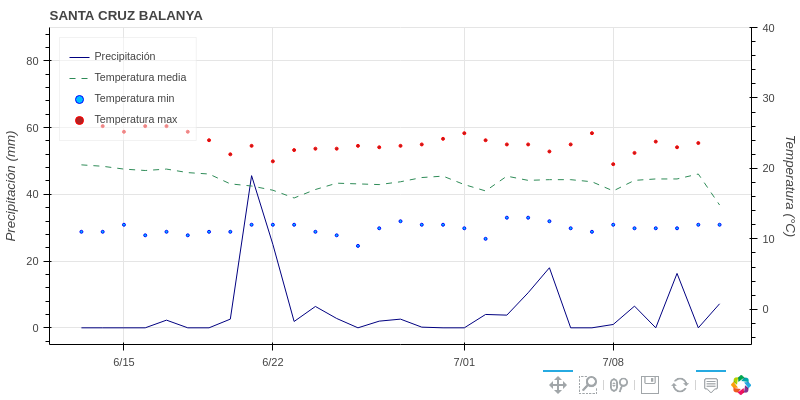 SANTA CRUZ BALANYA
Precipitación
Temperatura media
Temperatura min
Temperatura max
Precipitación (mm)
80
60
40
20
0
Temperatura (°C)
40
30
20
10
0
6/15
6/22
7/01
7/08